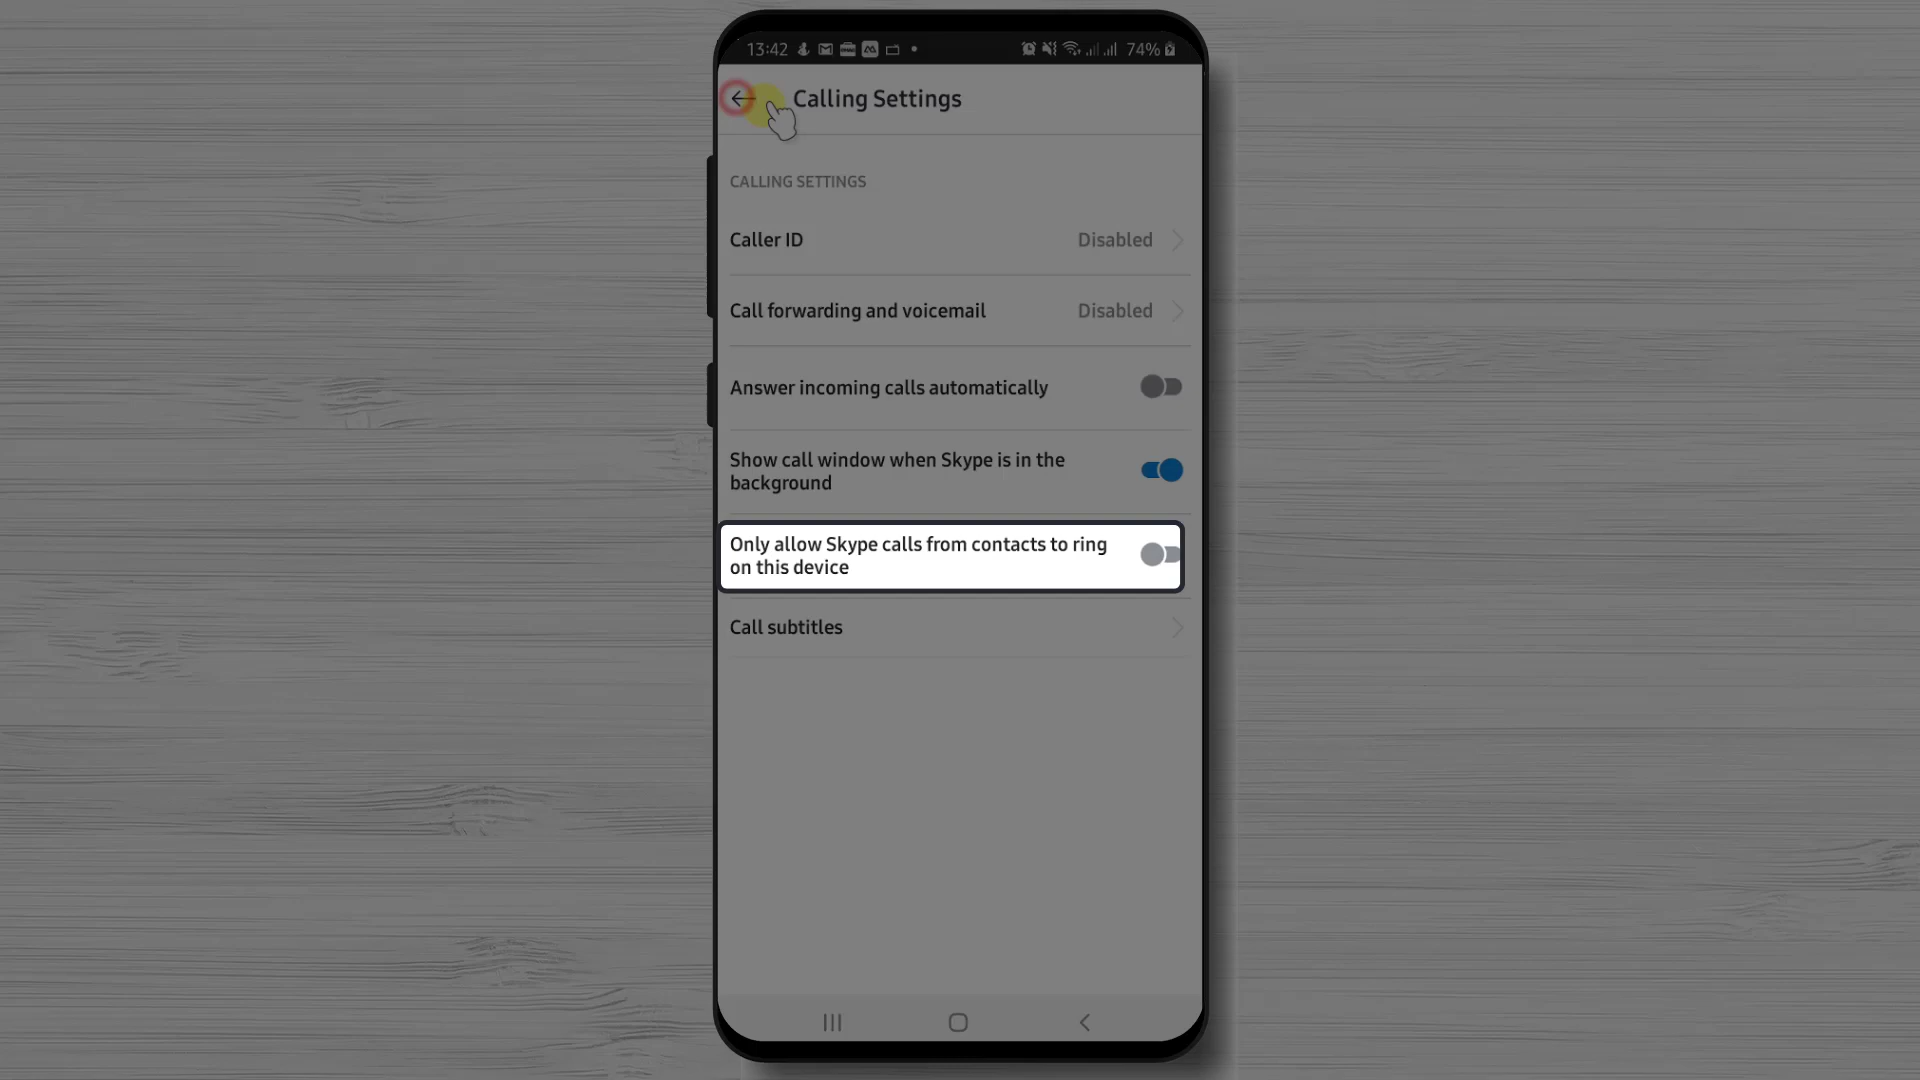 13:42
74%
Calling Settings
CALLING SETTINGS
Caller ID Disabled
Call forwarding and voicemail Disabled
Answer incoming calls automatically
Show call window when Skype is in the
background
Only allow Skype calls from contacts to ring
on this device
Call subtitles